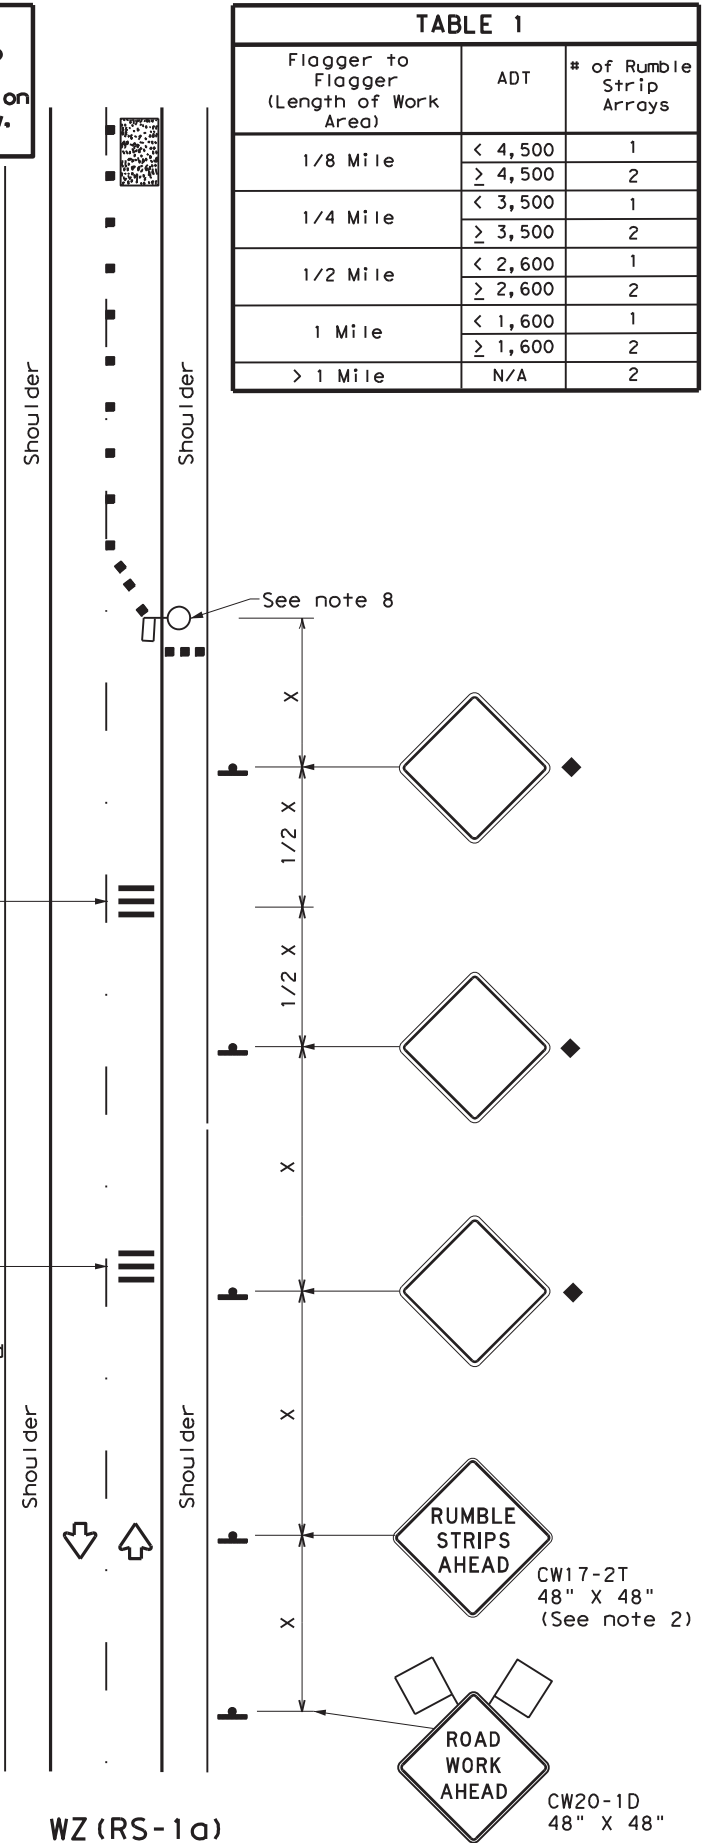 on
y.
TABLE 1
Flagger to Flagger (Length of Work Area) ADT # of Rumble Strip Arrays
1/8 Mile < 4,500 1
≥ 4,500 2
1/4 Mile < 3,500 1
≥ 3,500 2
1/2 Mile < 2,600 1
≥ 2,600 2
1 Mile < 1,600 1
≥ 1,600 2
> 1 Mile N/A 2
Shoulder
Shoulder
See note 8
X
1/2 X
1/2 X
X
X
Shoulder
Shoulder
RUMBLE
STRIPS
AHEAD
CW17-2T
48" X 48"
(See note 2)
X
ROAD
WORK
AHEAD
CW20-1D
48" X 48"
WZ(RS-1a)